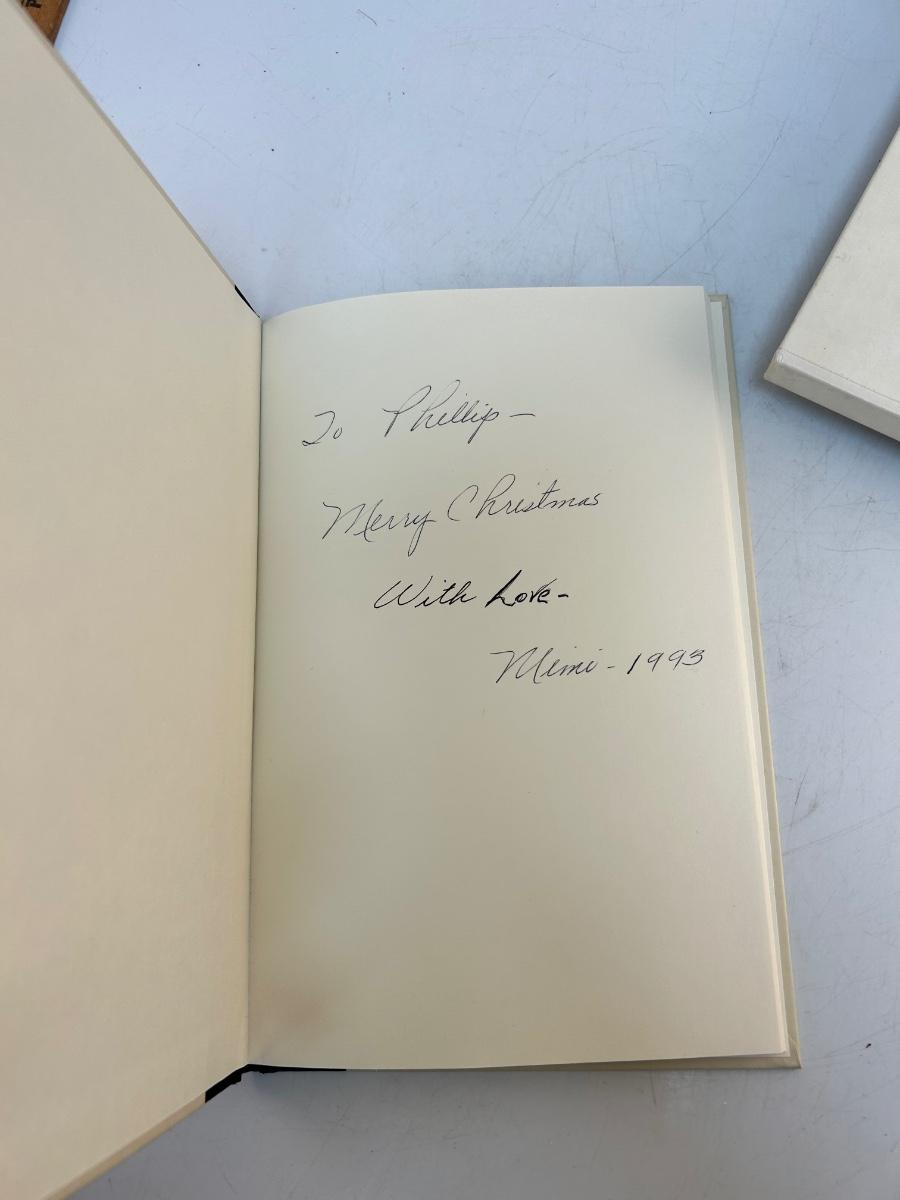 To Phillip -
Merry Christmas
With Love -
Mimi - 1993